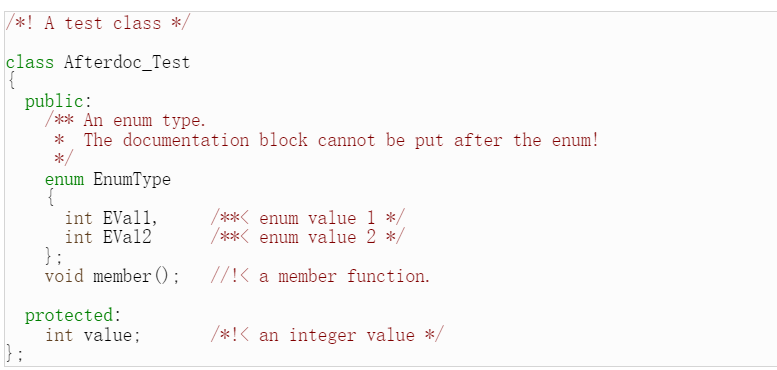 /*! A test class */
class Afterdoc_Test
{
  public:
    /** An enum type.
     *  The documentation block cannot be put after the enum!
     */
    enum EnumType
    {
      int EVal1,     /**< enum value 1 */
      int EVal2      /**< enum value 2 */
    };
    void member();   //!< a member function.
  protected:
    int value;       /*!< an integer value */
};